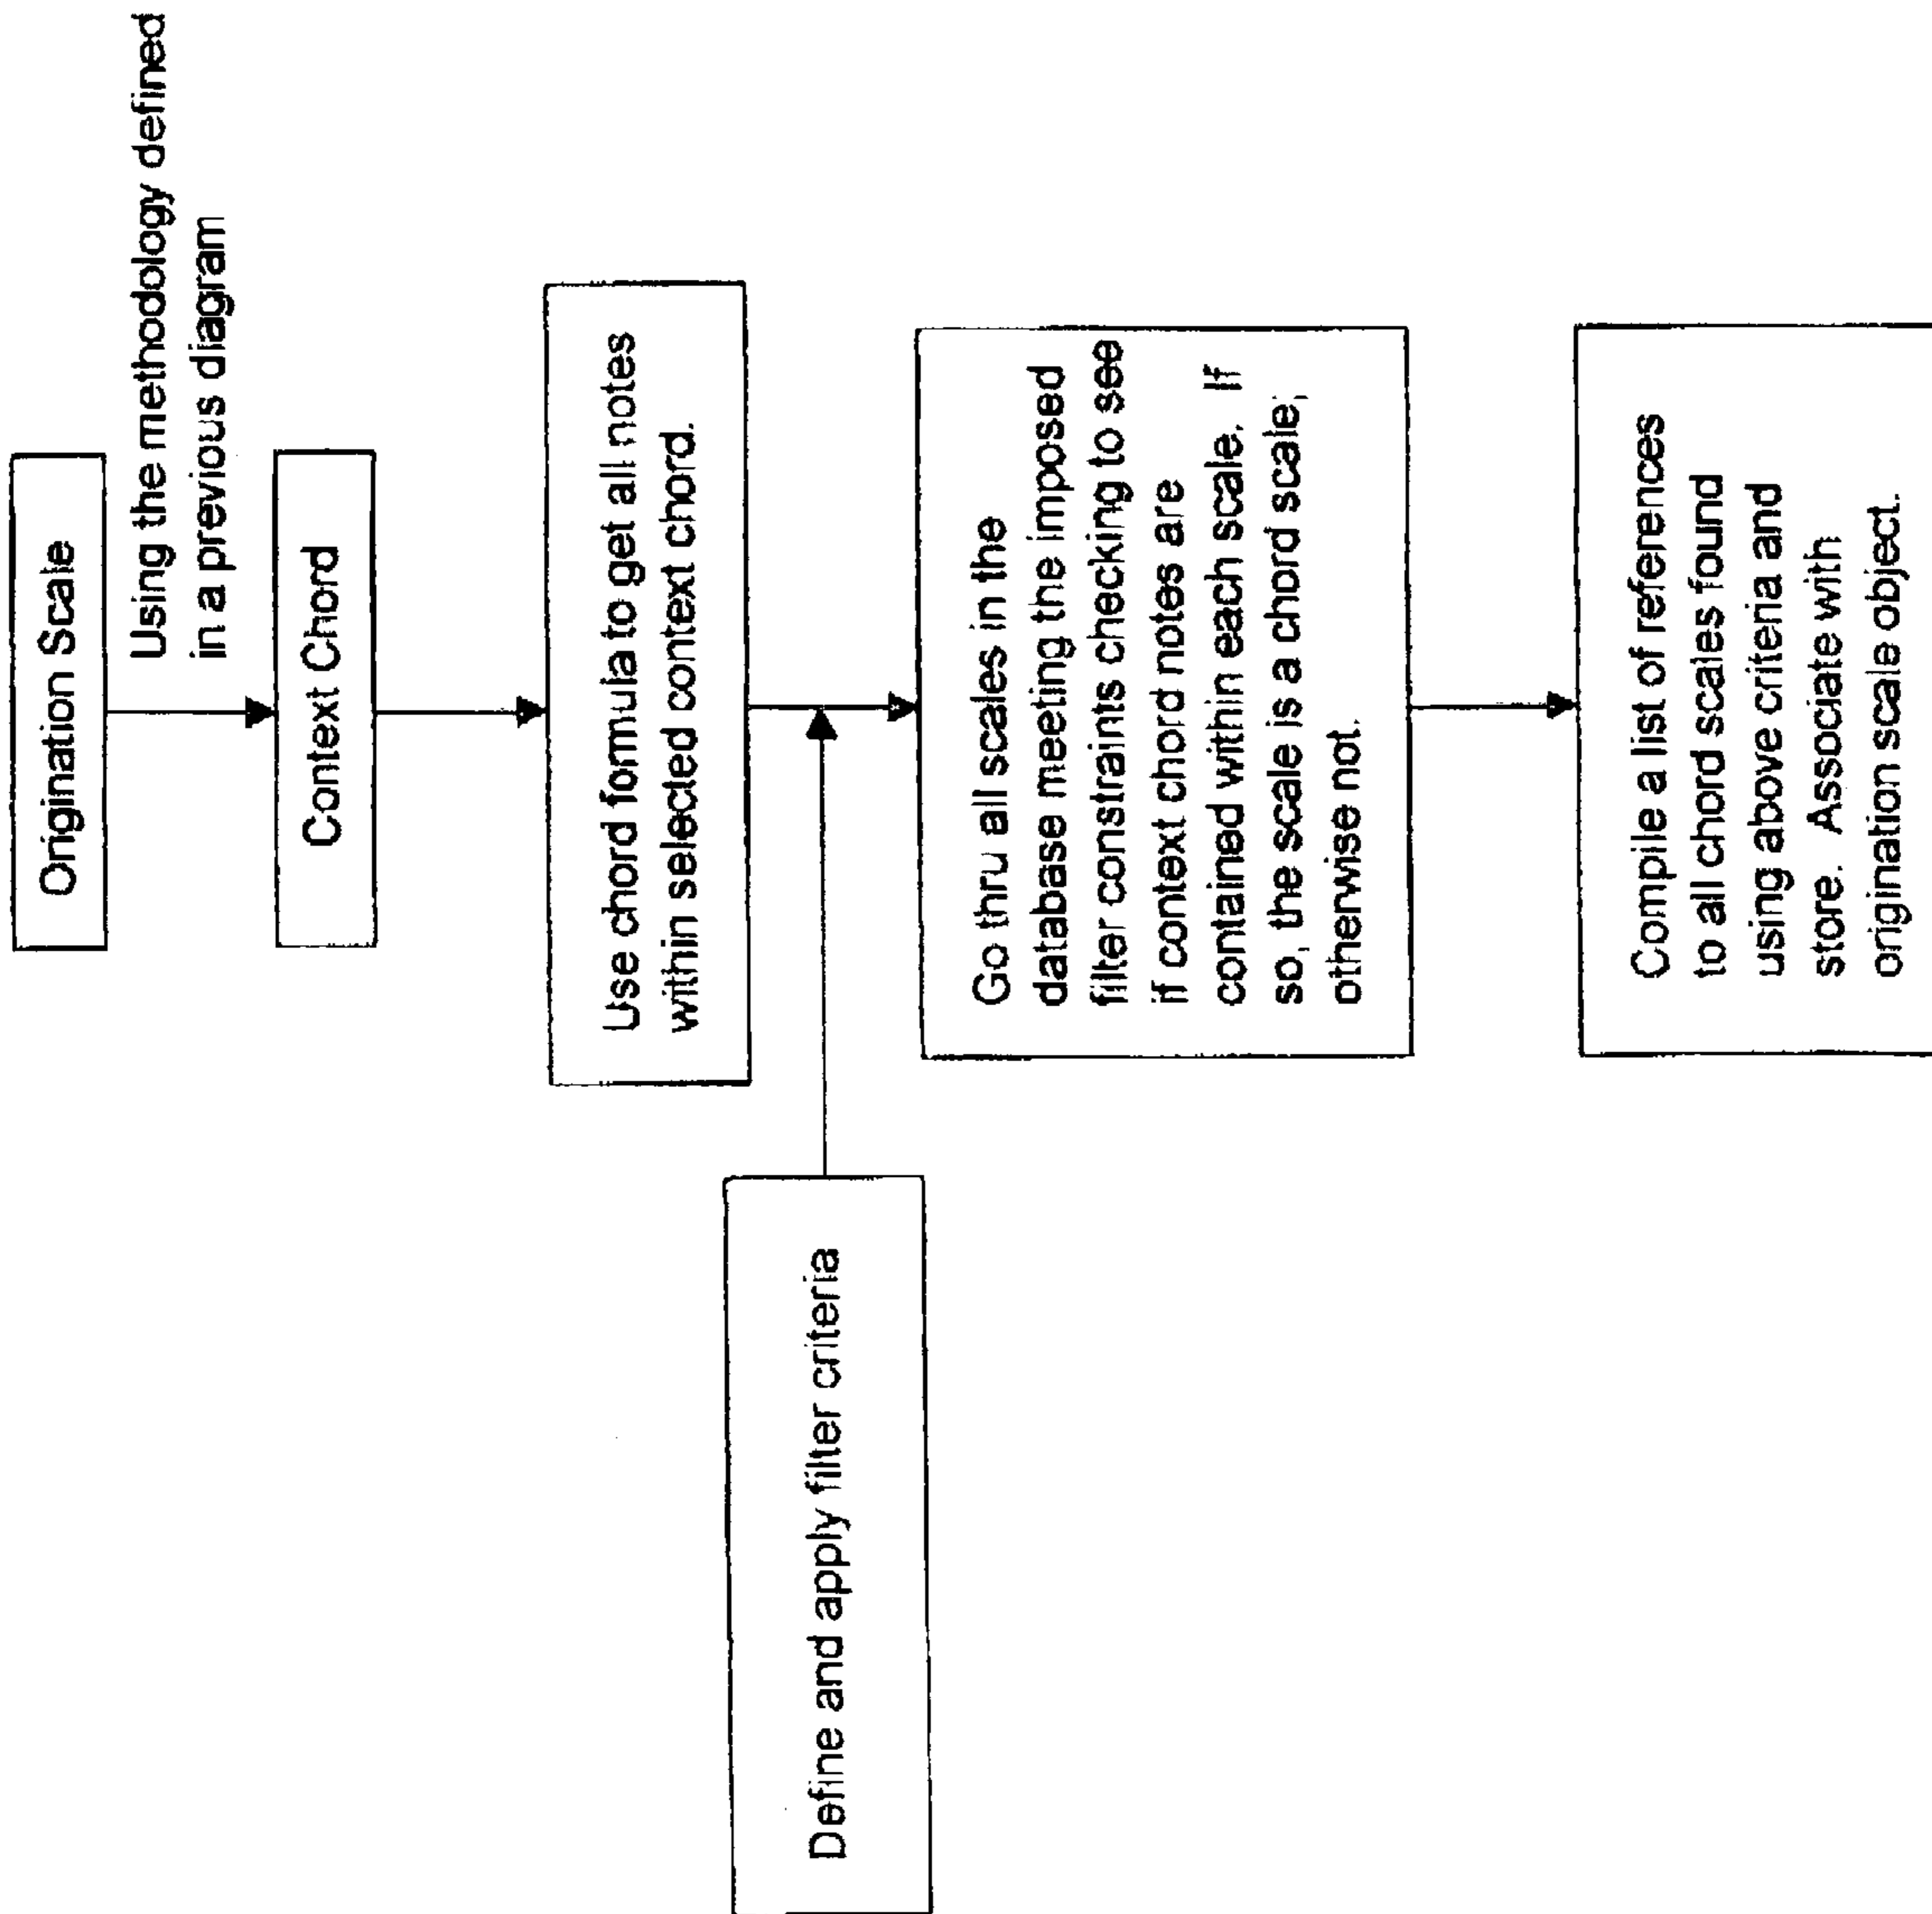 Origination Scale
Using the methodology defined
in a previous diagram
Context Chord
Use chord formula to get all notes
within selected context chord.
Define and apply filter criteria
Go thru all scales in the
database meeting the imposed
filter constraints checking to see
if context chord notes are
contained within each scale. If
so, the scale is a chord scale;
otherwise not.
Compile a list of references
to all chord scales found
using above criteria and
store. Associate with
origination scale object.